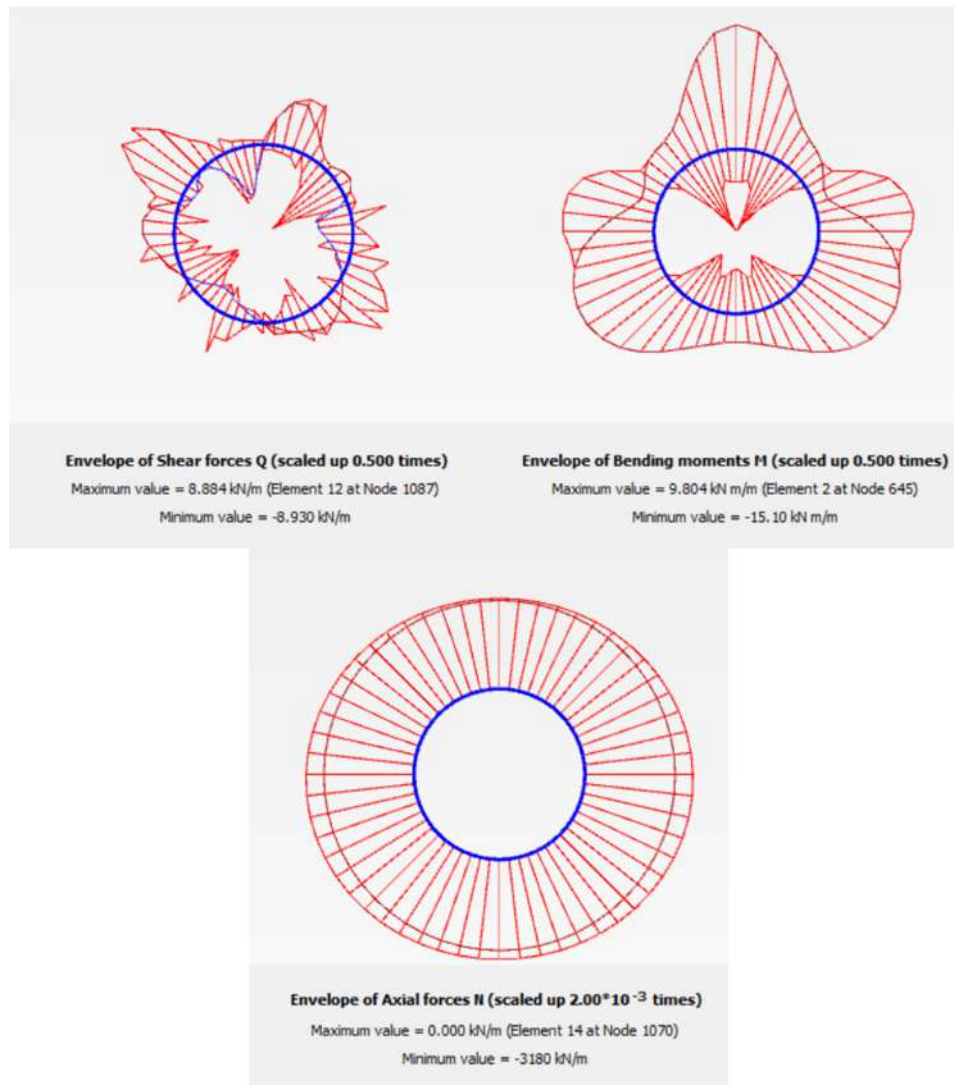 Envelope of Shear forces Q (scaled up 0.500 times)
Maximum value = 8.884 kN/m (Element 12 at Node 1087)
Minimum value = -8.930 kN/m
Envelope of Bending moments M (scaled up 0.500 times)
Maximum value = 9.804 kN m/m (Element 2 at Node 645)
Minimum value = -15.10 kN m/m
Envelope of Axial forces N (scaled up 2.00*10 -3 times)
Maximum value = 0.000 kN/m (Element 14 at Node 1070)
Minimum value = -3180 kN/m